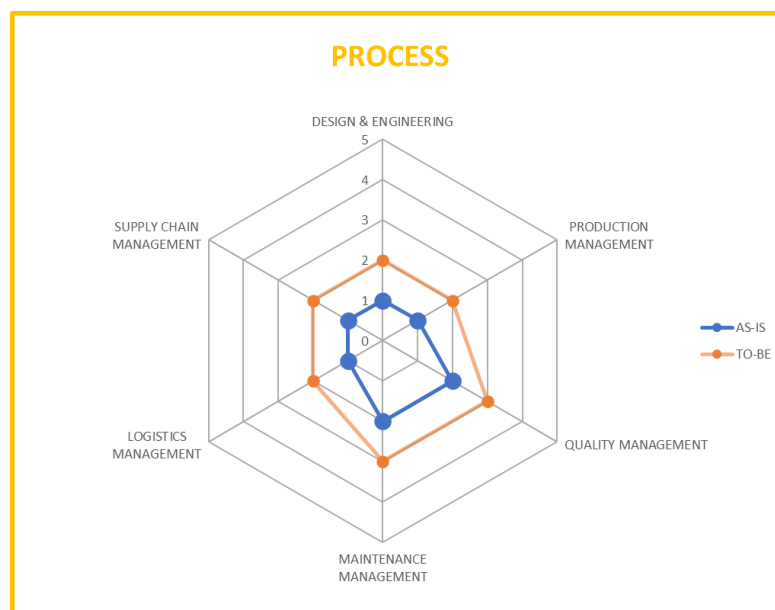 PROCESS
DESIGN & ENGINEERING
5
4
3
2
1
0
PRODUCTION
MANAGEMENT
QUALITY MANAGEMENT
MAINTENANCE
MANAGEMENT
LOGISTICS
MANAGEMENT
SUPPLY CHAIN
MANAGEMENT
AS-IS
TO-BE